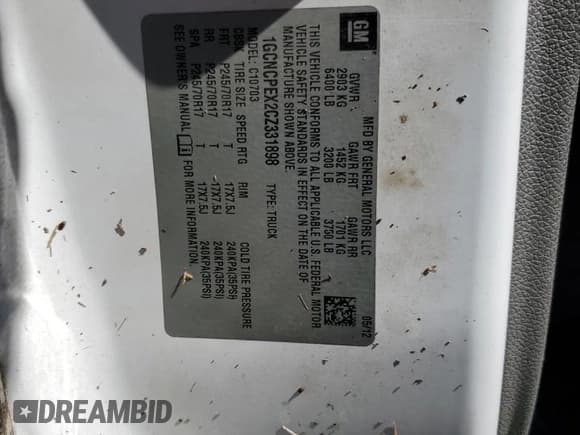 GM
MFD BY GENERAL MOTORS LLC
05/12
GVWR GAWR FRT GAWR RR
2903 KG 1452 KG 1701 KG
6400 LB 3200 LB 3750 LB
THIS VEHICLE CONFORMS TO ALL APPLICABLE U.S. FEDERAL MOTOR
VEHICLE SAFETY STANDARDS IN EFFECT ON THE DATE OF
MANUFACTURE SHOWN ABOVE.
1GCNCPEX2CZ331898 TYPE: TRUCK
C10703
TIRE SIZE SPEED RTG RIM COLD TIRE PRESSURE
FRT P245/70R17 T 17X7.5J 240KPA(35PSI)
RR P245/70R17 T 17X7.5J 240KPA(35PSI)
SPA P245/70R17 T 17X7.5J 240KPA(35PSI)
SEE OWNER'S MANUAL FOR MORE INFORMATION.
DREAMBID